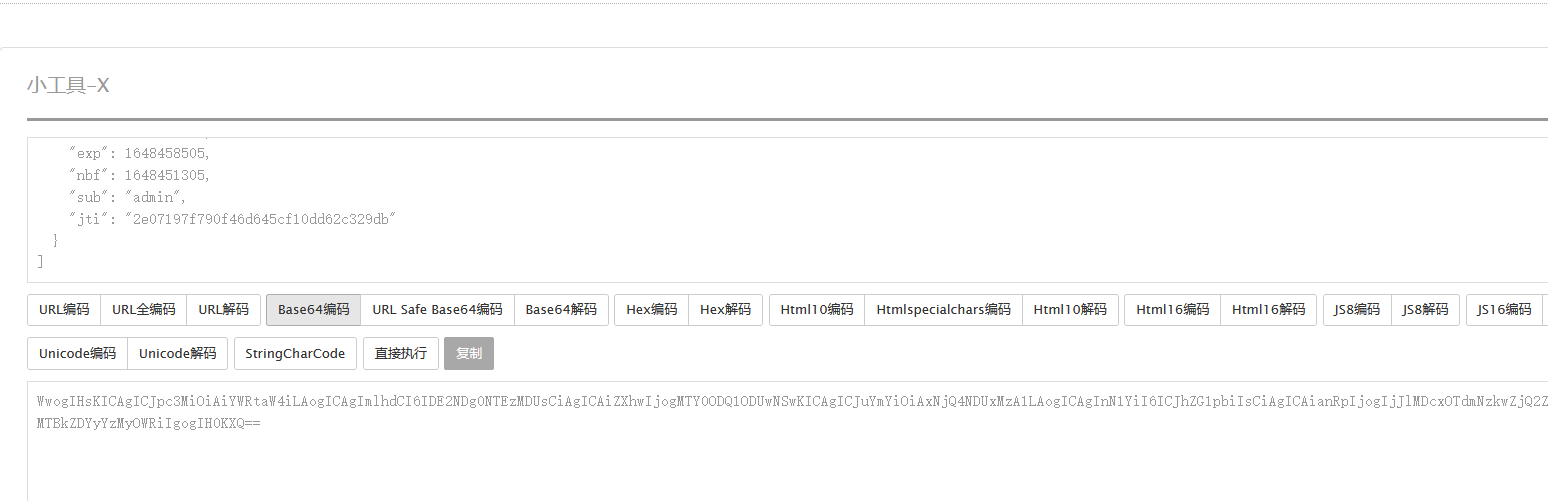 小工具-X
"exp": 1648458505,
"nbf": 1648451305,
"sub": "admin",
"jti": "2e07197f790f46d645cf10dd62c329db"
}
]
URL编码 URL全编码 URL解码 Base64编码 URL Safe Base64编码 Base64解码 Hex编码 Hex解码 Html10编码 Htmlspecialchars编码 Html10解码 Html16编码 Html16解码 JS8编码 JS8解码 JS16编码
Unicode编码 Unicode解码 StringCharCode 直接执行 复制
WwogIHsKICAgICJpc3MiOiAiYWRtaW4iLAogICAgImlhdCI6IDE2NDg0NTEzMDUsCiAgICAiZXhwIjogMTY0ODQ1ODUwNSwKICAgICJuYmYiOiAxNjQ4NDUxMzA1LAogICAgInN1YiI6ICJhZG1pbiIsCiAgICAianRpIjogIjJlMDcxOTdmNzkwZjQ2Z
MTBkZDYyYzMyOWRiIgogIH0KXQ==